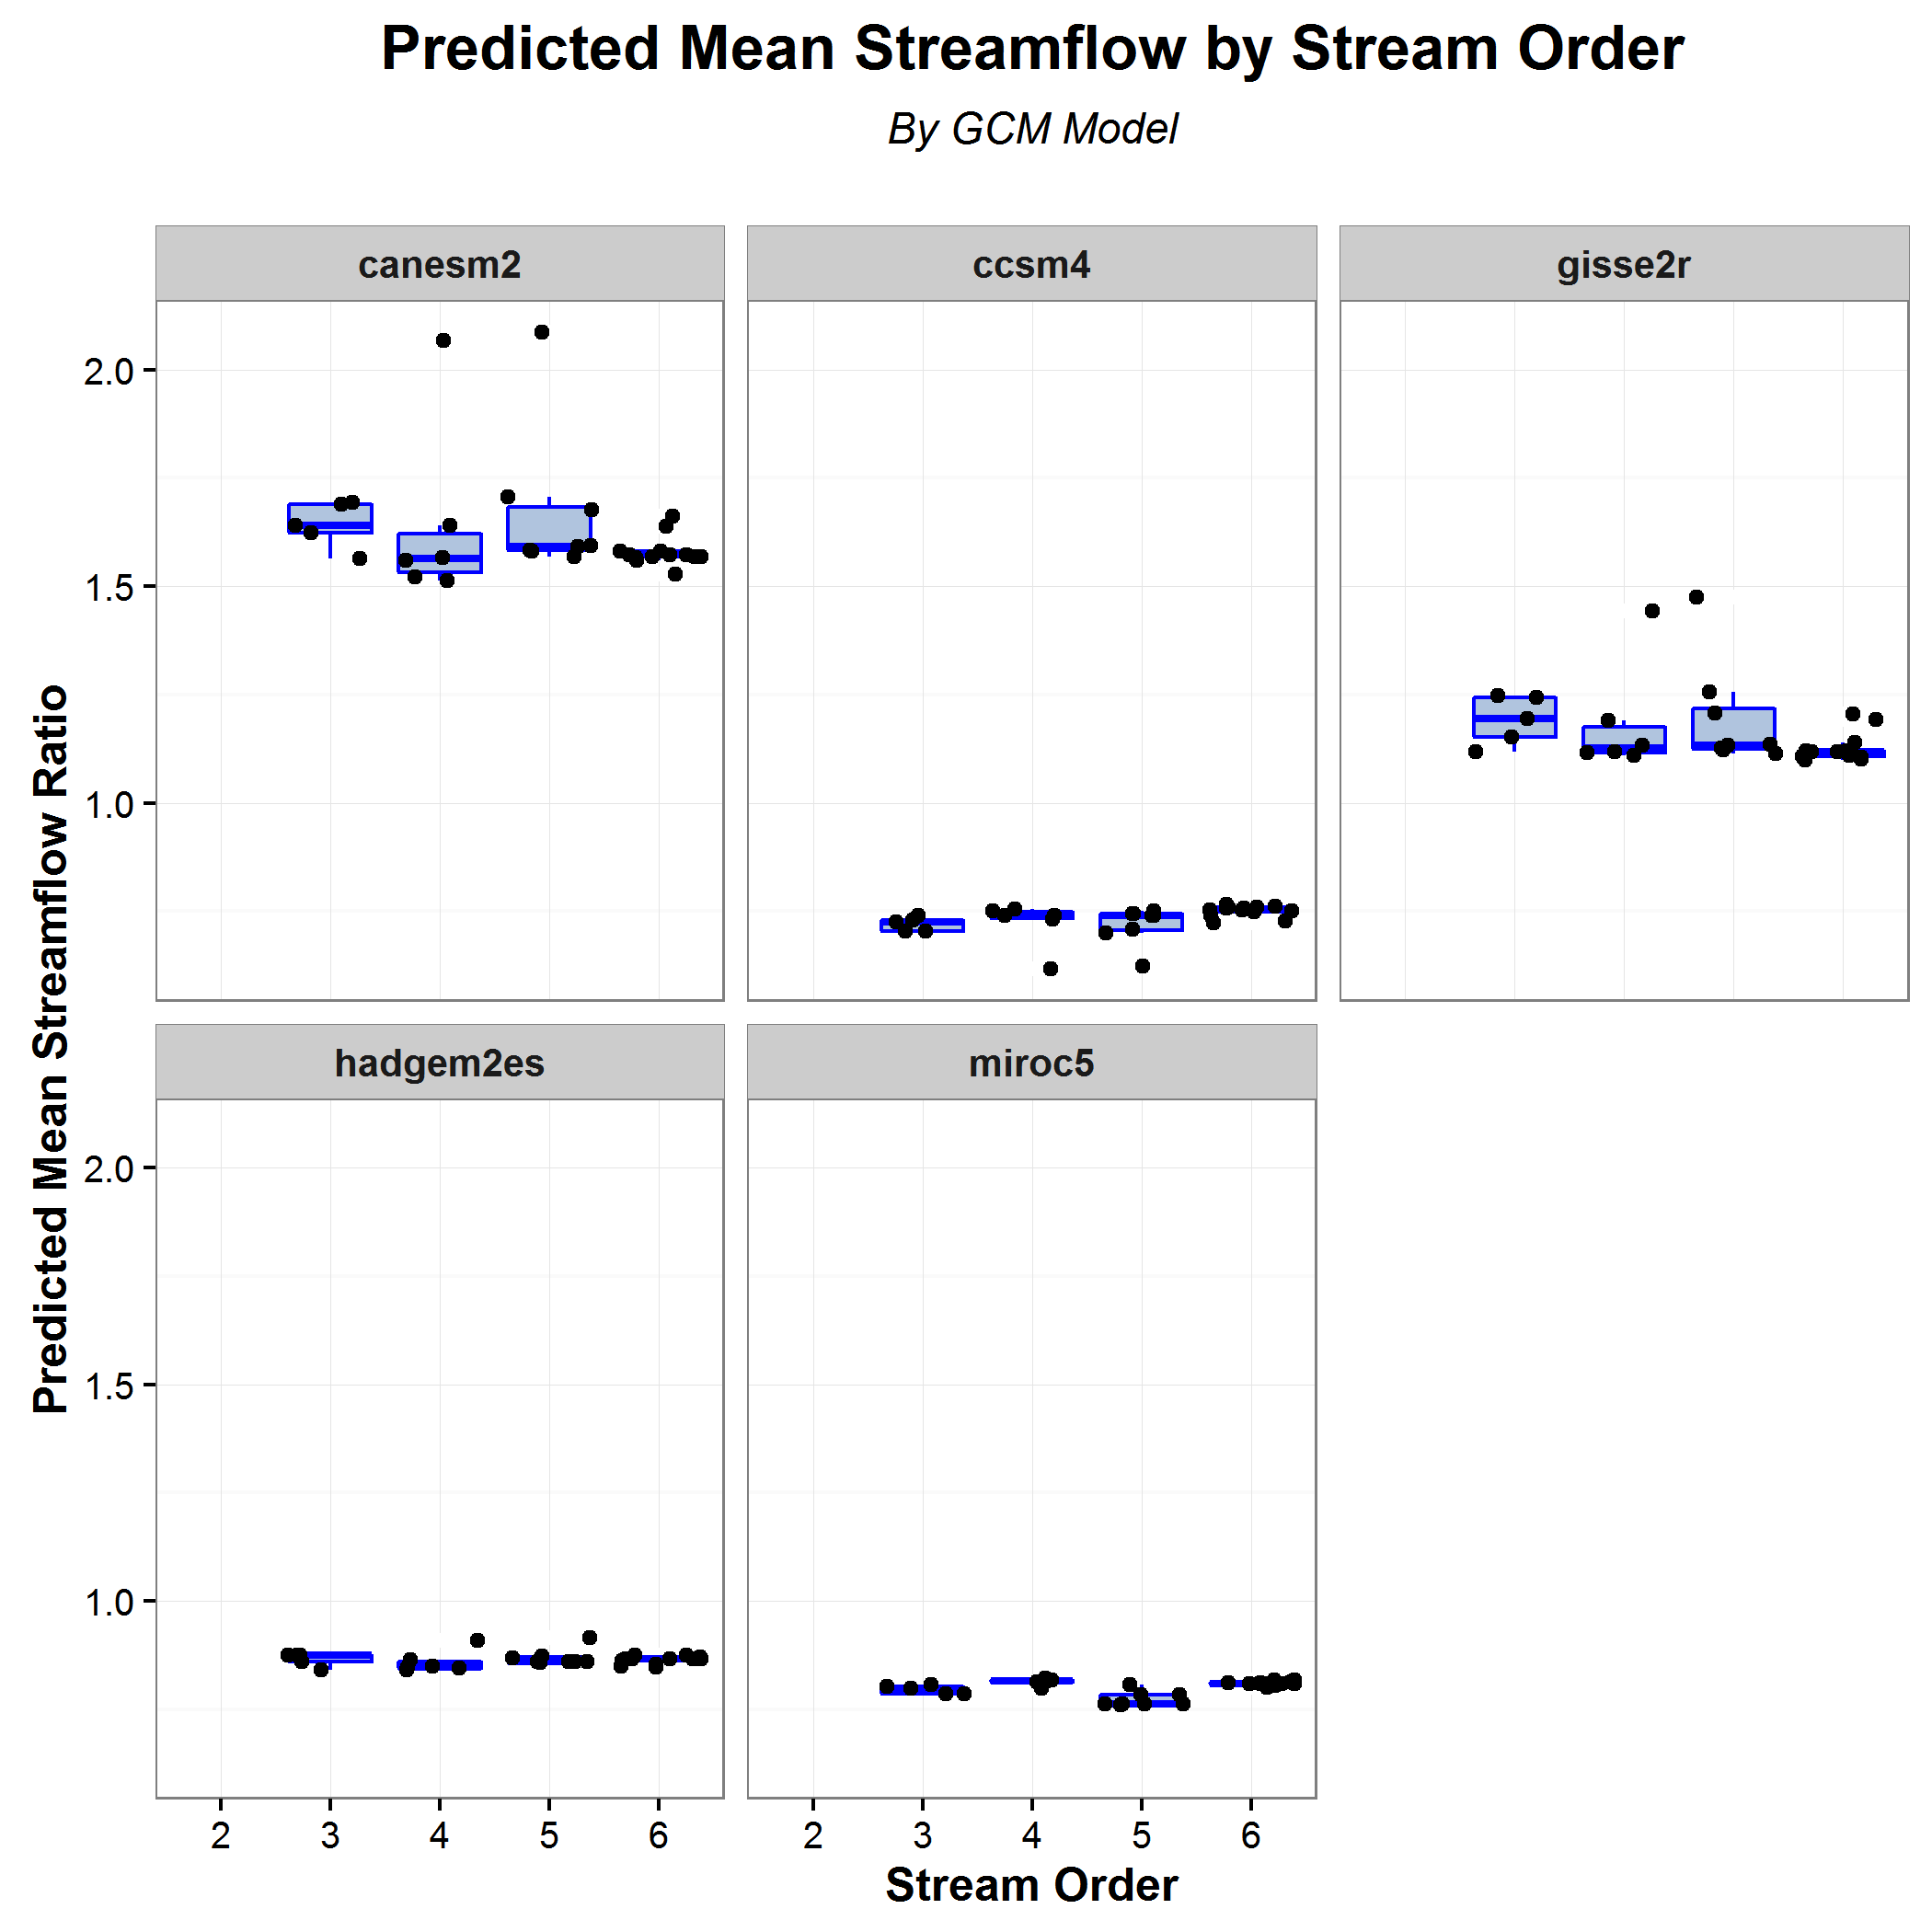 Predicted Mean Streamflow by Stream Order
By GCM Model
canesm2
ccsm4
gisse2r
2.0
1.5
1.0
Predicted Mean Streamflow Ratio
hadgem2es
miroc5
2.0
1.5
1.0
2 3 4 5 6
2 3 4 5 6
Stream Order